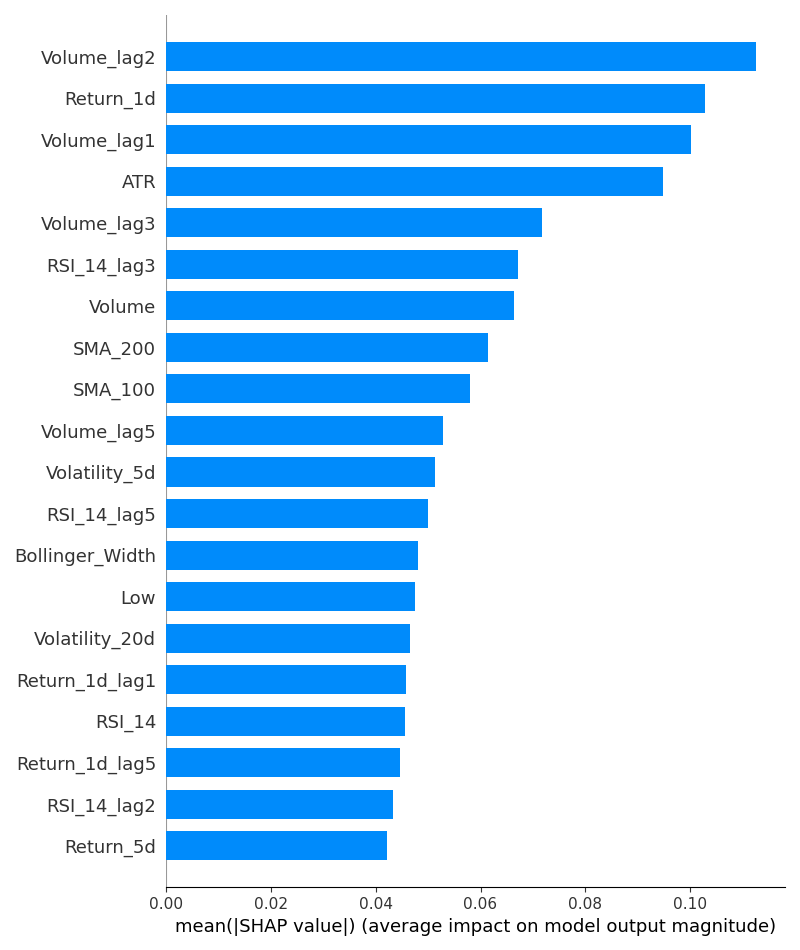 Volume_lag2
Return_1d
Volume_lag1
ATR
Volume_lag3
RSI_14_lag3
Volume
SMA_200
SMA_100
Volume_lag5
Volatility_5d
RSI_14_lag5
Bollinger_Width
Low
Volatility_20d
Return_1d_lag1
RSI_14
Return_1d_lag5
RSI_14_lag2
Return_5d
0.00 0.02 0.04 0.06 0.08 0.10
mean(|SHAP value|) (average impact on model output magnitude)